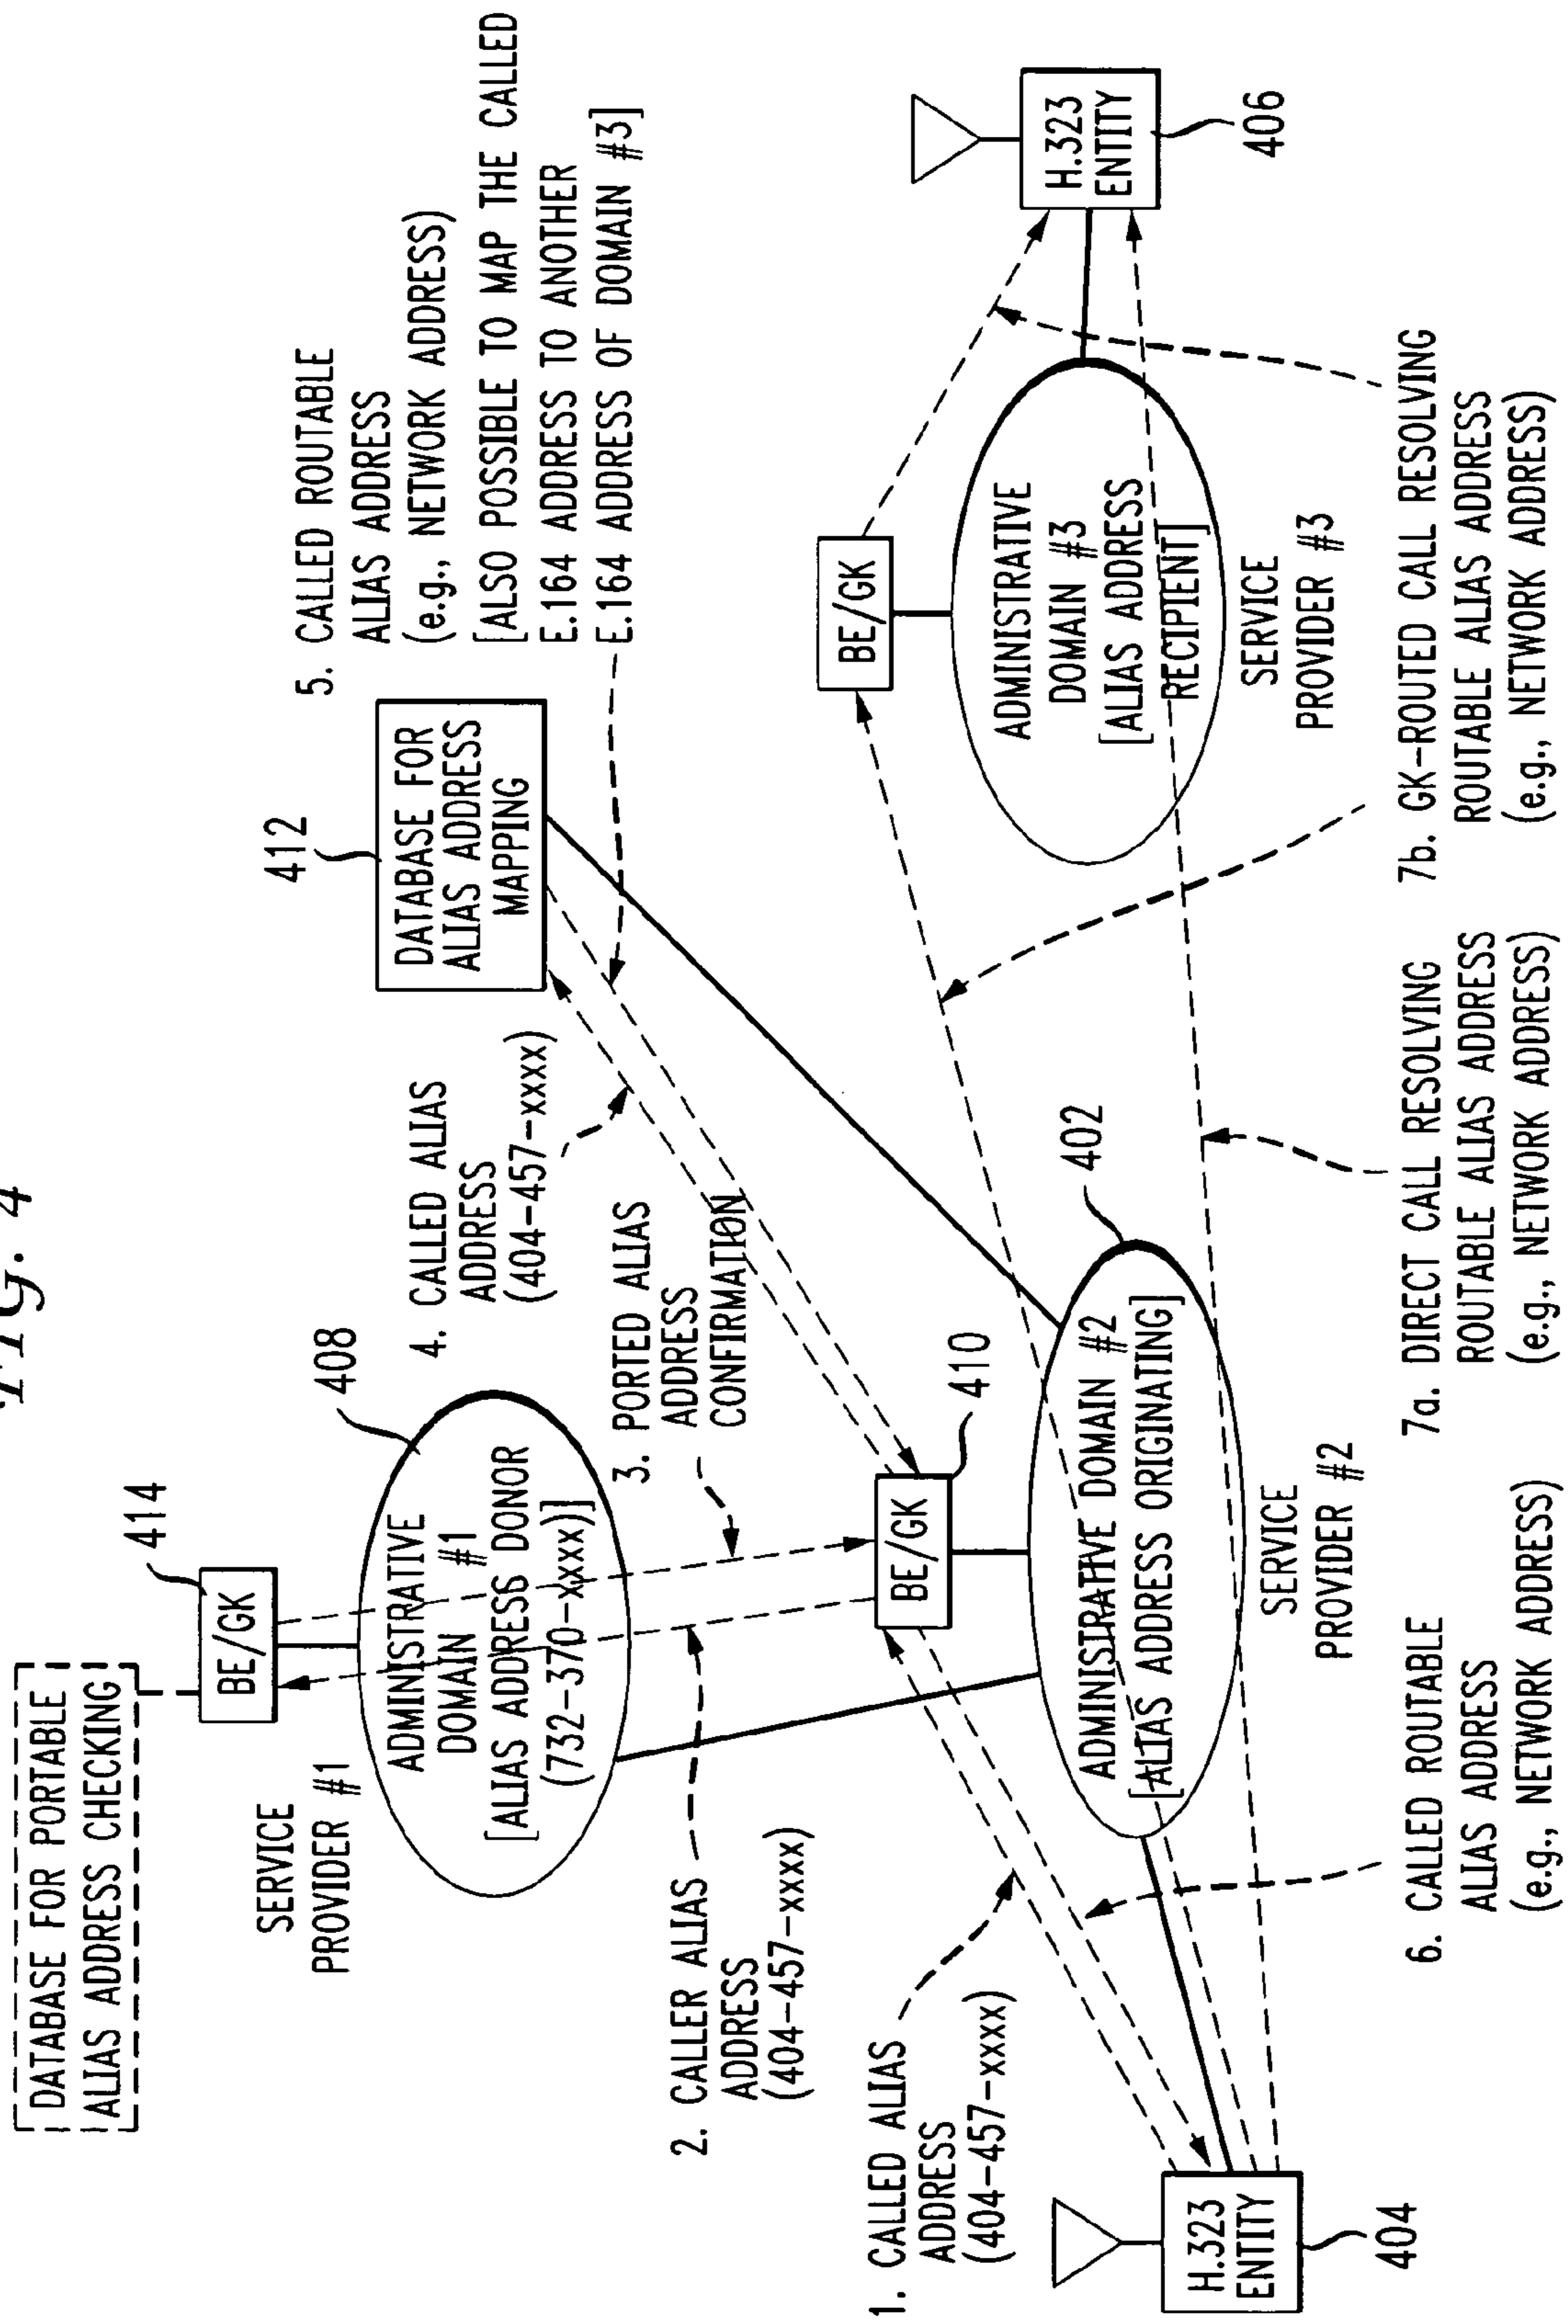 FIG. 4
DATABASE FOR PORTABLE
ALIAS ADDRESS CHECKING
414
BE/GK
SERVICE
PROVIDER #1
408
ADMINISTRATIVE
DOMAIN #1
[ALIAS ADDRESS DONOR
(732-370-xxxx)]
412
DATABASE FOR
ALIAS ADDRESS
MAPPING
5. CALLED ROUTABLE
ALIAS ADDRESS
(e.g., NETWORK ADDRESS)
[ALSO POSSIBLE TO MAP THE CALLED
E.164 ADDRESS TO ANOTHER
E.164 ADDRESS OF DOMAIN #3]
4. CALLED ALIAS
ADDRESS
(404-457-xxxx)
3. PORTED ALIAS
ADDRESS
CONFIRMATION
2. CALLER ALIAS
ADDRESS
(404-457-xxxx)
1. CALLED ALIAS
ADDRESS
(404-457-xxxx)
BE/GK
410
402
ADMINISTRATIVE DOMAIN #2
[ALIAS ADDRESS ORIGINATING]
SERVICE
PROVIDER #2
BE/GK
ADMINISTRATIVE
DOMAIN #3
[ALIAS ADDRESS
RECIPIENT]
SERVICE
PROVIDER #3
H.323
ENTITY
406
H.323
ENTITY
404
6. CALLED ROUTABLE
ALIAS ADDRESS
(e.g., NETWORK ADDRESS)
7a. DIRECT CALL RESOLVING
ROUTABLE ALIAS ADDRESS
(e.g., NETWORK ADDRESS)
7b. GK-ROUTED CALL RESOLVING
ROUTABLE ALIAS ADDRESS
(e.g., NETWORK ADDRESS)